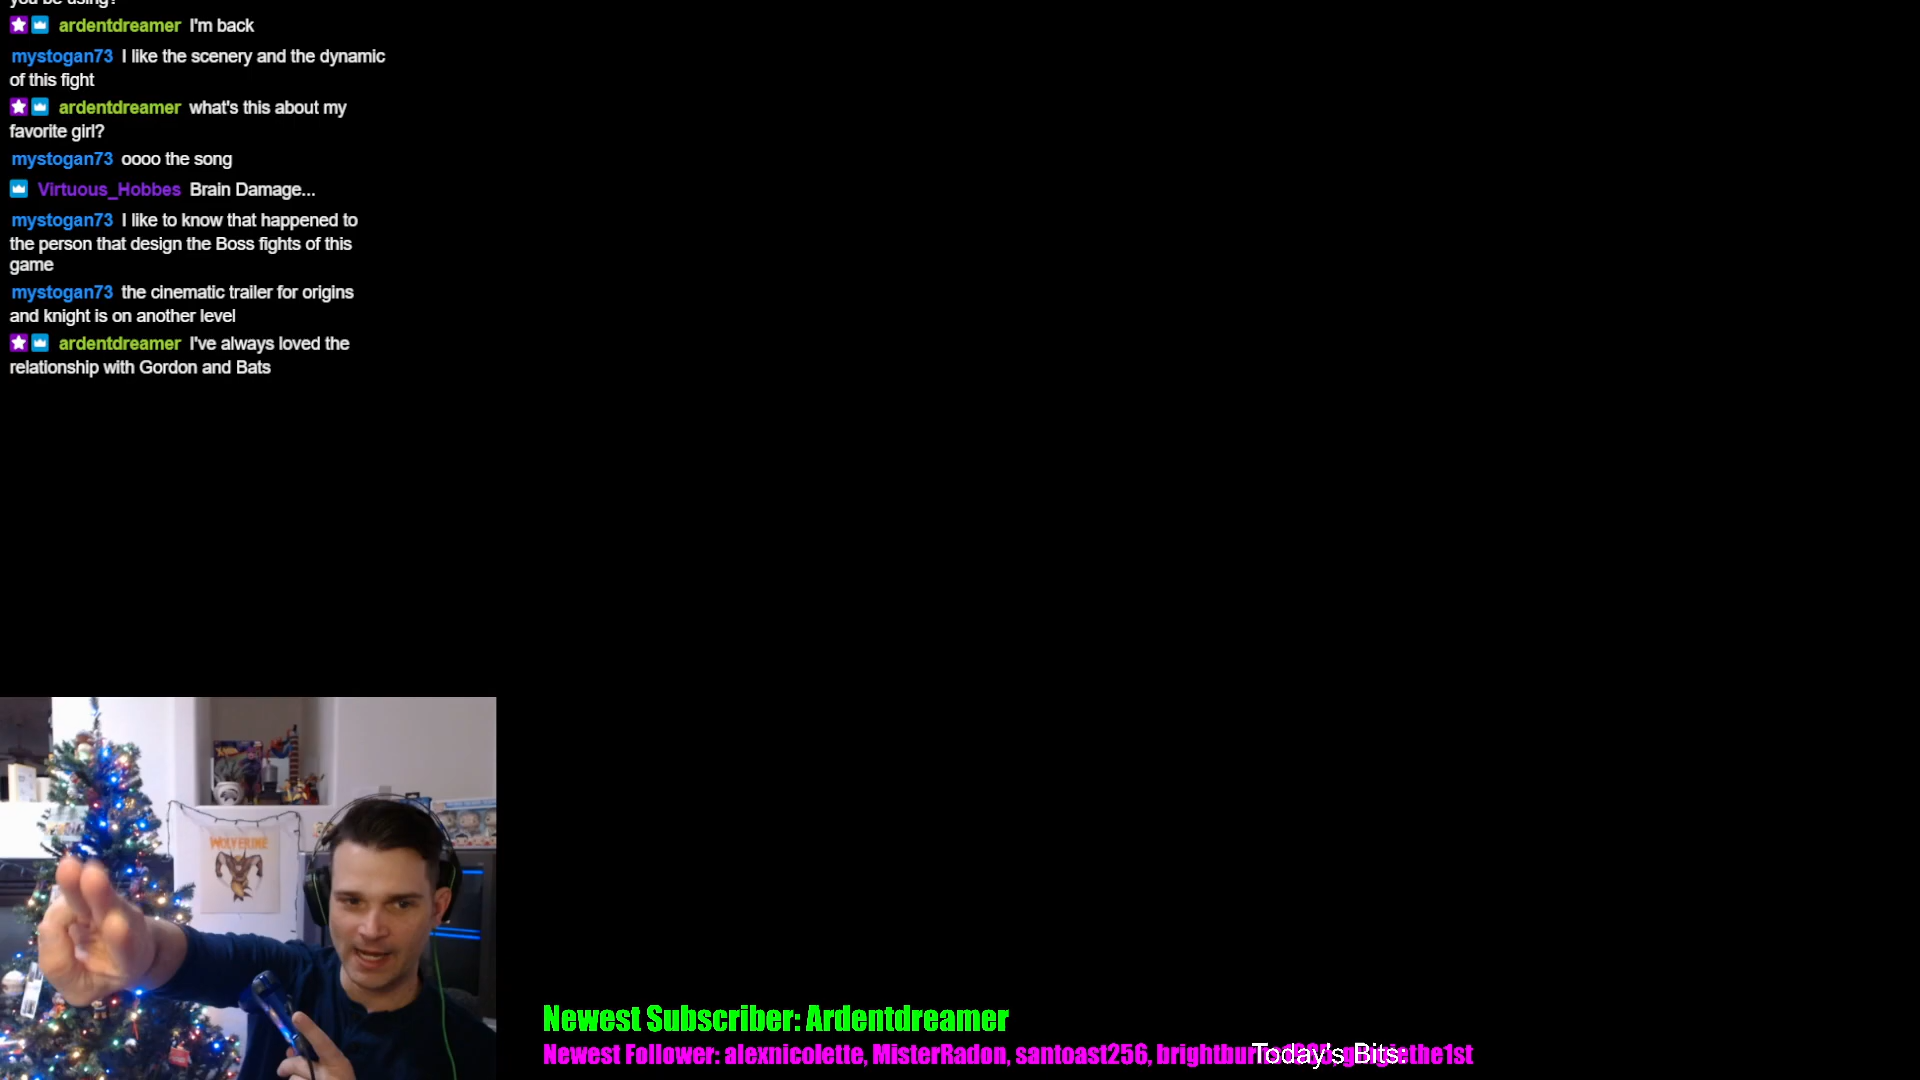 ardentdreamer I'm back
mystogan73 I like the scenery and the dynamic
of this fight
ardentdreamer what's this about my
favorite girl?
mystogan73 oooo the song
Virtuous_Hobbes Brain Damage...
mystogan73 I like to know that happened to
the person that design the Boss fights of this
game
mystogan73 the cinematic trailer for origins
and knight is on another level
ardentdreamer I've always loved the
relationship with Gordon and Bats
WOLVERINE
Newest Subscriber: Ardentdreamer
Newest Follower: alexnicolette, MisterRadon, santoast256,
Today's Bits: